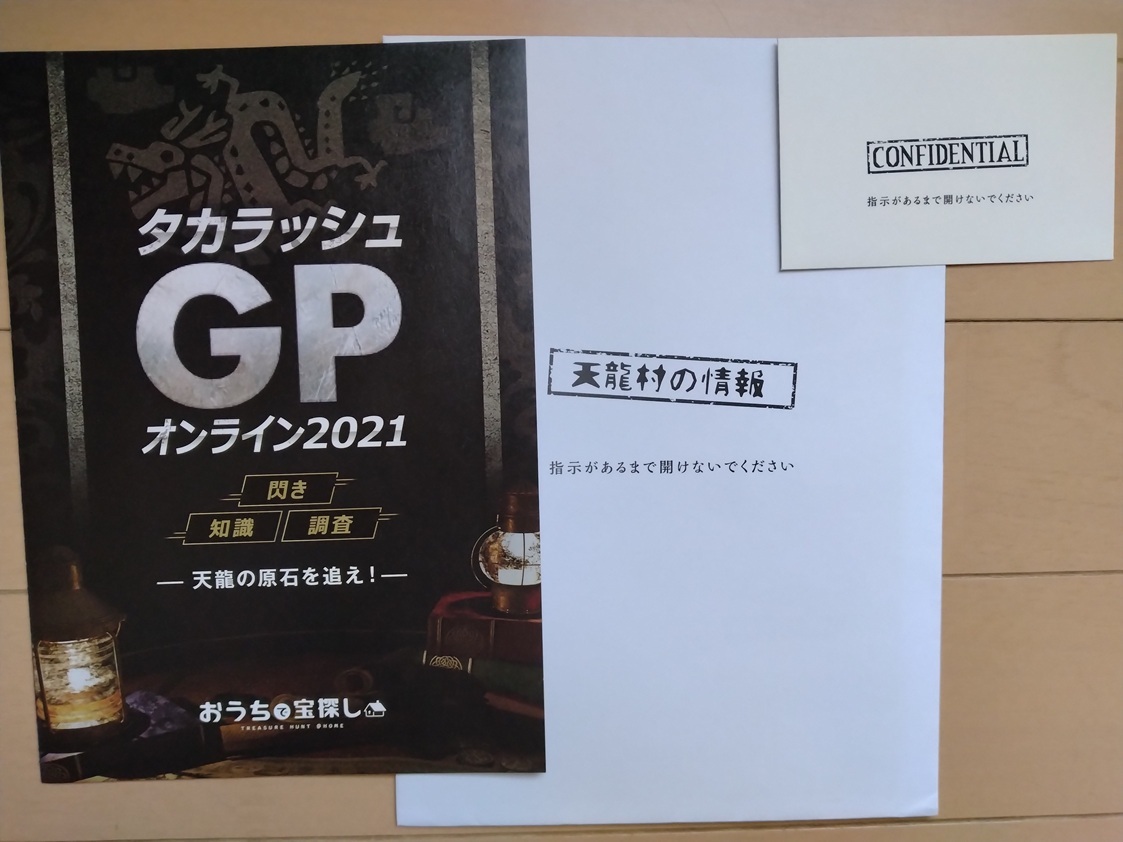 タカラッシュ
GP
オンライン2021
閃き
知識 調査
― 天龍の原石を追え！―
おうちで宝探し
TREASURE HUNT @HOME
天龍村の情報
指示があるまで開けないでください
CONFIDENTIAL
指示があるまで開けないでください